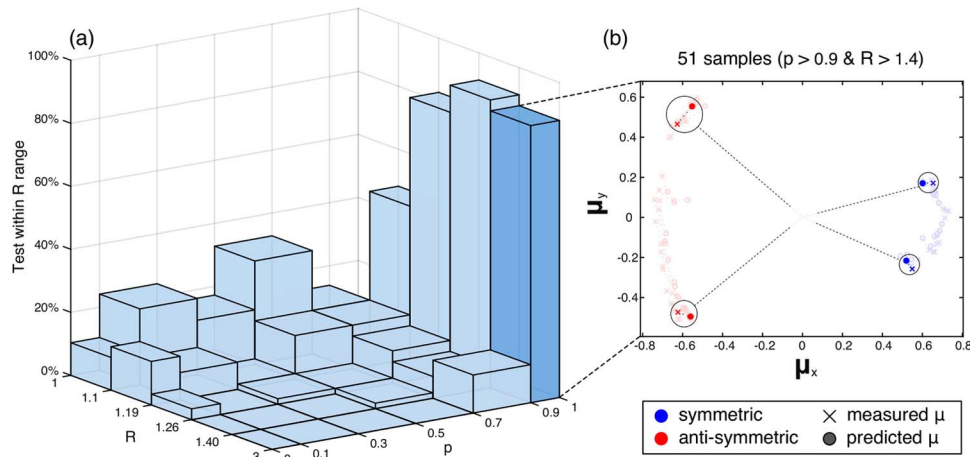 (a)
100%
80%
60%
40%
20%
0%
Test within R range
1
1.1
1.19
1.26
1.40
3
R
0
0.1
0.3
0.5
0.7
0.9
1
p
(b)
51 samples (p > 0.9 & R > 1.4)
0.6
0.4
0.2
0
-0.2
-0.4
μy
-0.8 -0.6 -0.4 -0.2 0 0.2 0.4 0.6 0.8
μx
symmetric × measured μ
anti-symmetric predicted μ